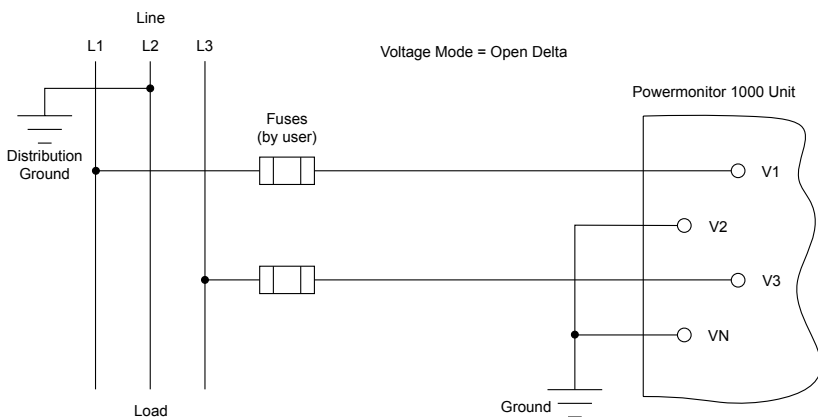 Line
L1 L2 L3
Voltage Mode = Open Delta
Powermonitor 1000 Unit
Fuses
(by user)
Distribution
Ground
V1
V2
V3
VN
Ground
Load